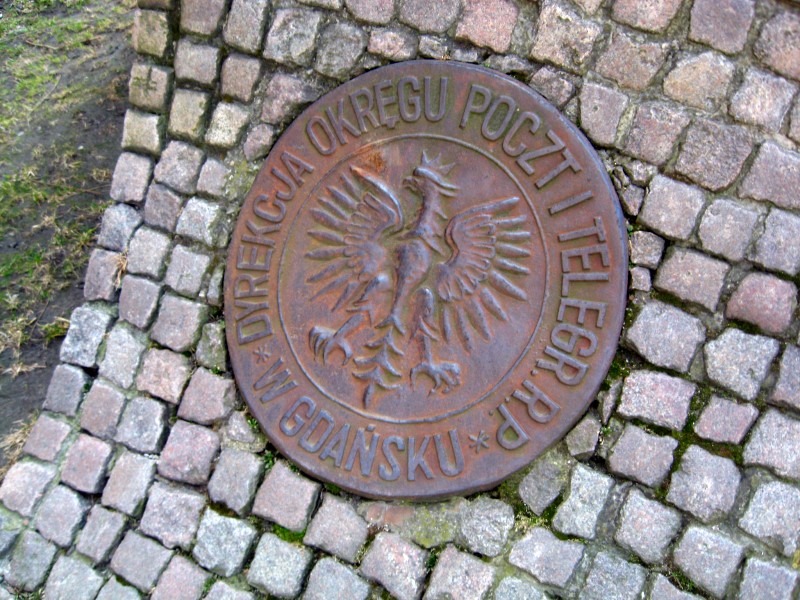 DYREKCJA OKRĘGU POCZT I TELEGR. R.P.
* W GDAŃSKU *